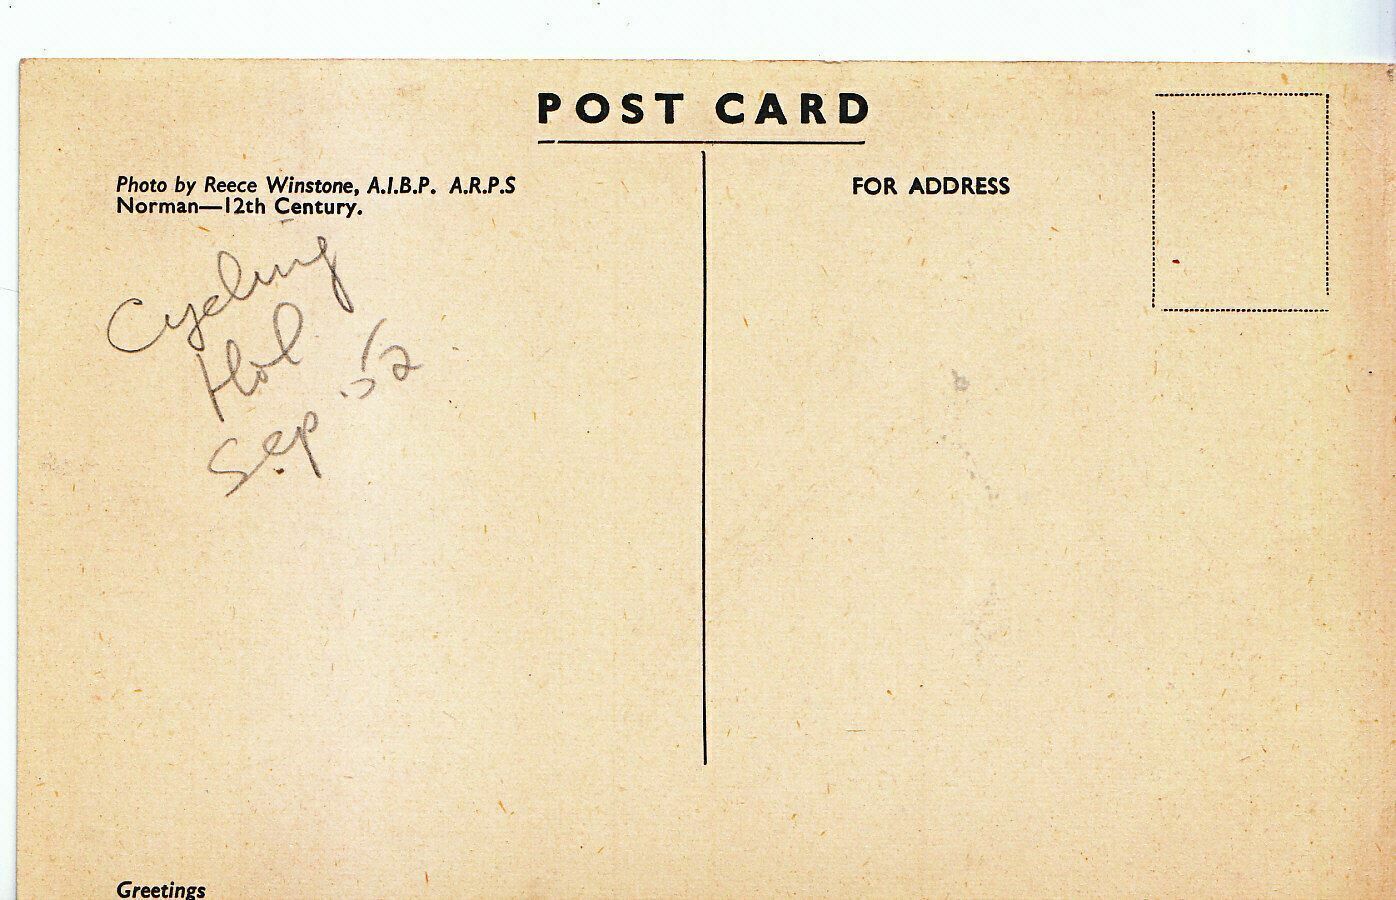 POST CARD
Photo by Reece Winstone, A.I.B.P. A.R.P.S
Norman—12th Century.
FOR ADDRESS
Cycling
Hol
Sep '52
Greetings